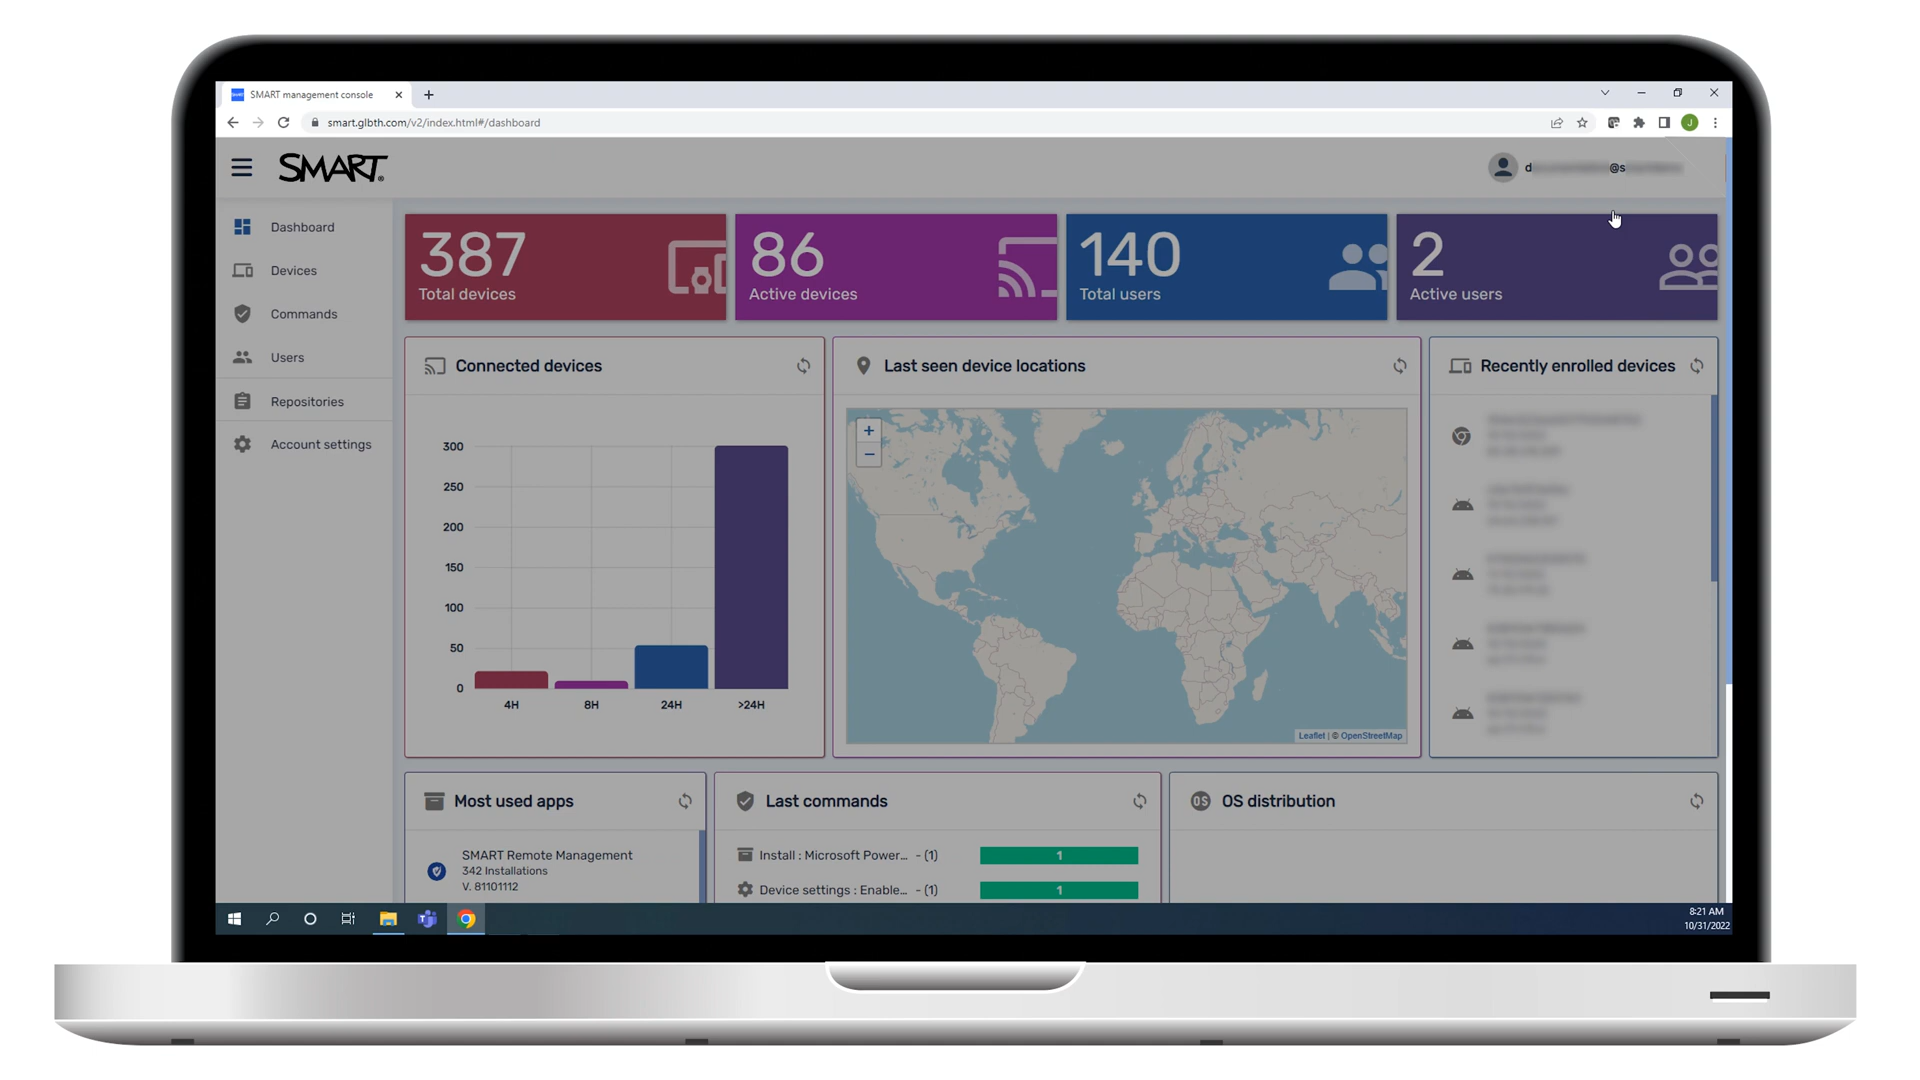 SMART management console
smart.glbth.com/v2/index.html#/dashboard
J
SMART
d @s
Dashboard
Devices
Commands
Users
Repositories
Account settings
387
Total devices
86
Active devices
140
Total users
2
Active users
Connected devices
300
250
200
150
100
50
0
4H 8H 24H >24H
Last seen device locations
+
−
Leaflet | © OpenStreetMap
Recently enrolled devices
Most used apps
SMART Remote Management
342 Installations
V. 81101112
Last commands
Install : Microsoft Power... - (1) 1
Device settings : Enable... - (1) 1
OS OS distribution
8:21 AM
10/31/2022